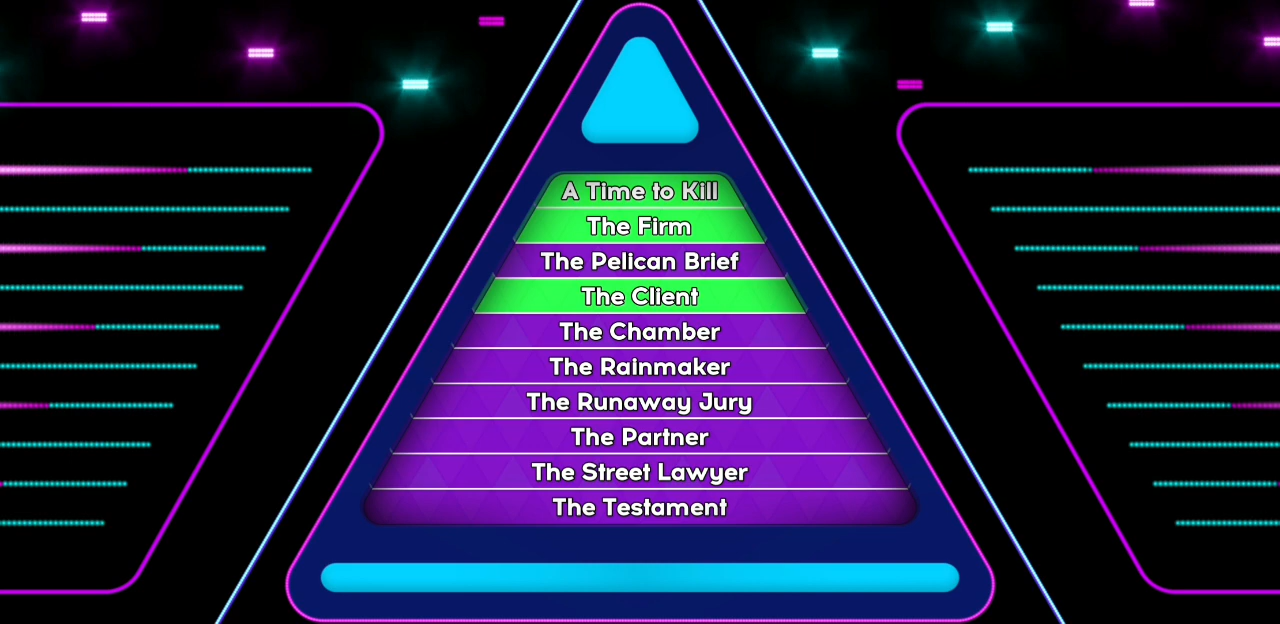 A Time to Kill
The Firm
The Pelican Brief
The Client
The Chamber
The Rainmaker
The Runaway Jury
The Partner
The Street Lawyer
The Testament